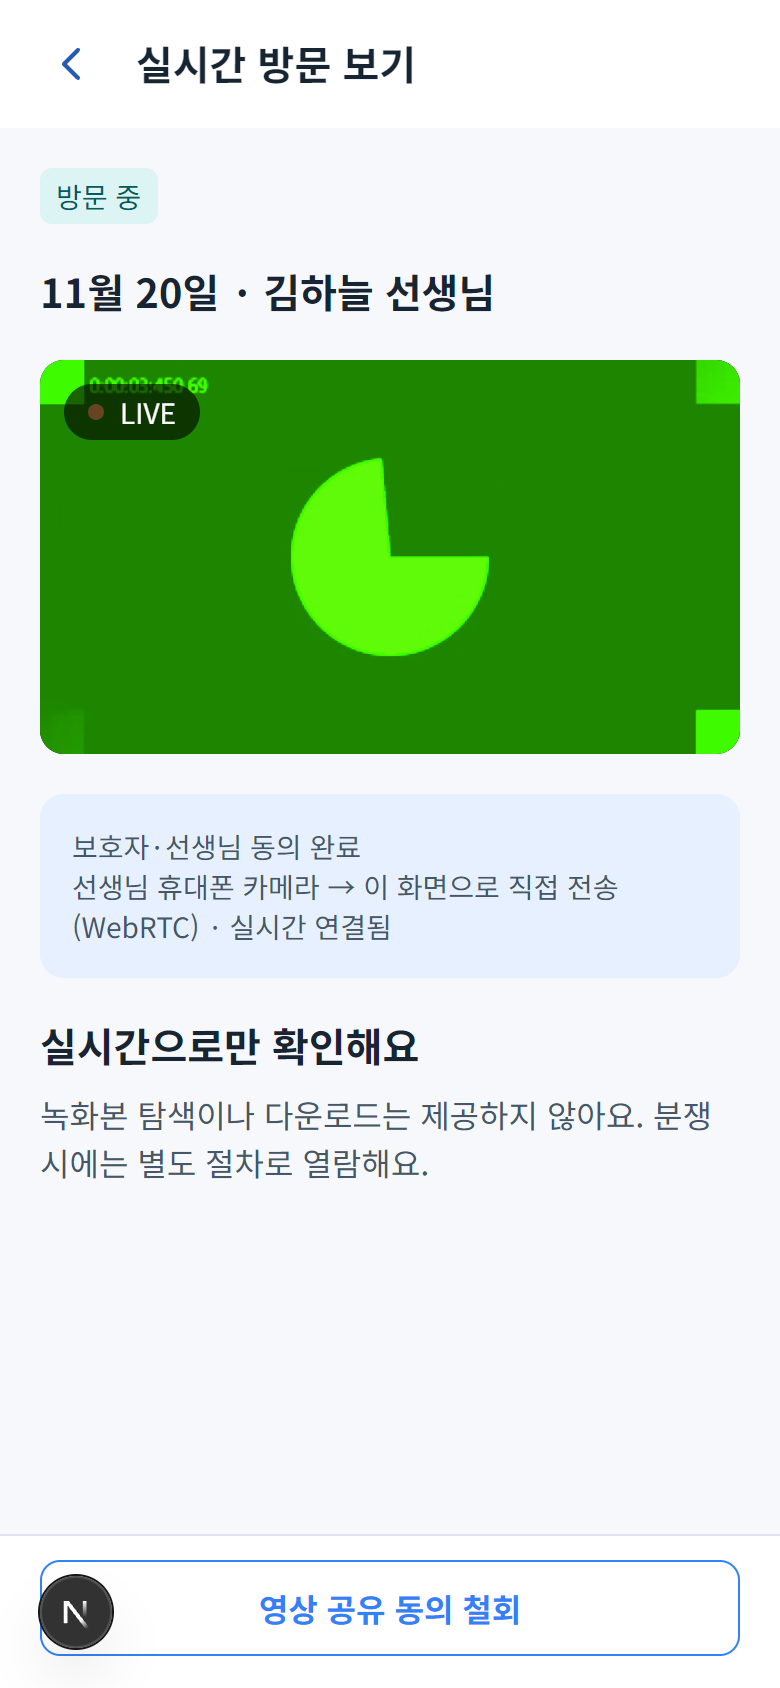 실시간 방문 보기
방문 중
11월 20일 · 김하늘 선생님
0:00:03:450 69
LIVE
보호자·선생님 동의 완료
선생님 휴대폰 카메라 → 이 화면으로 직접 전송
(WebRTC) · 실시간 연결됨
실시간으로만 확인해요
녹화본 탐색이나 다운로드는 제공하지 않아요. 분쟁
시에는 별도 절차로 열람해요.
영상 공유 동의 철회
N